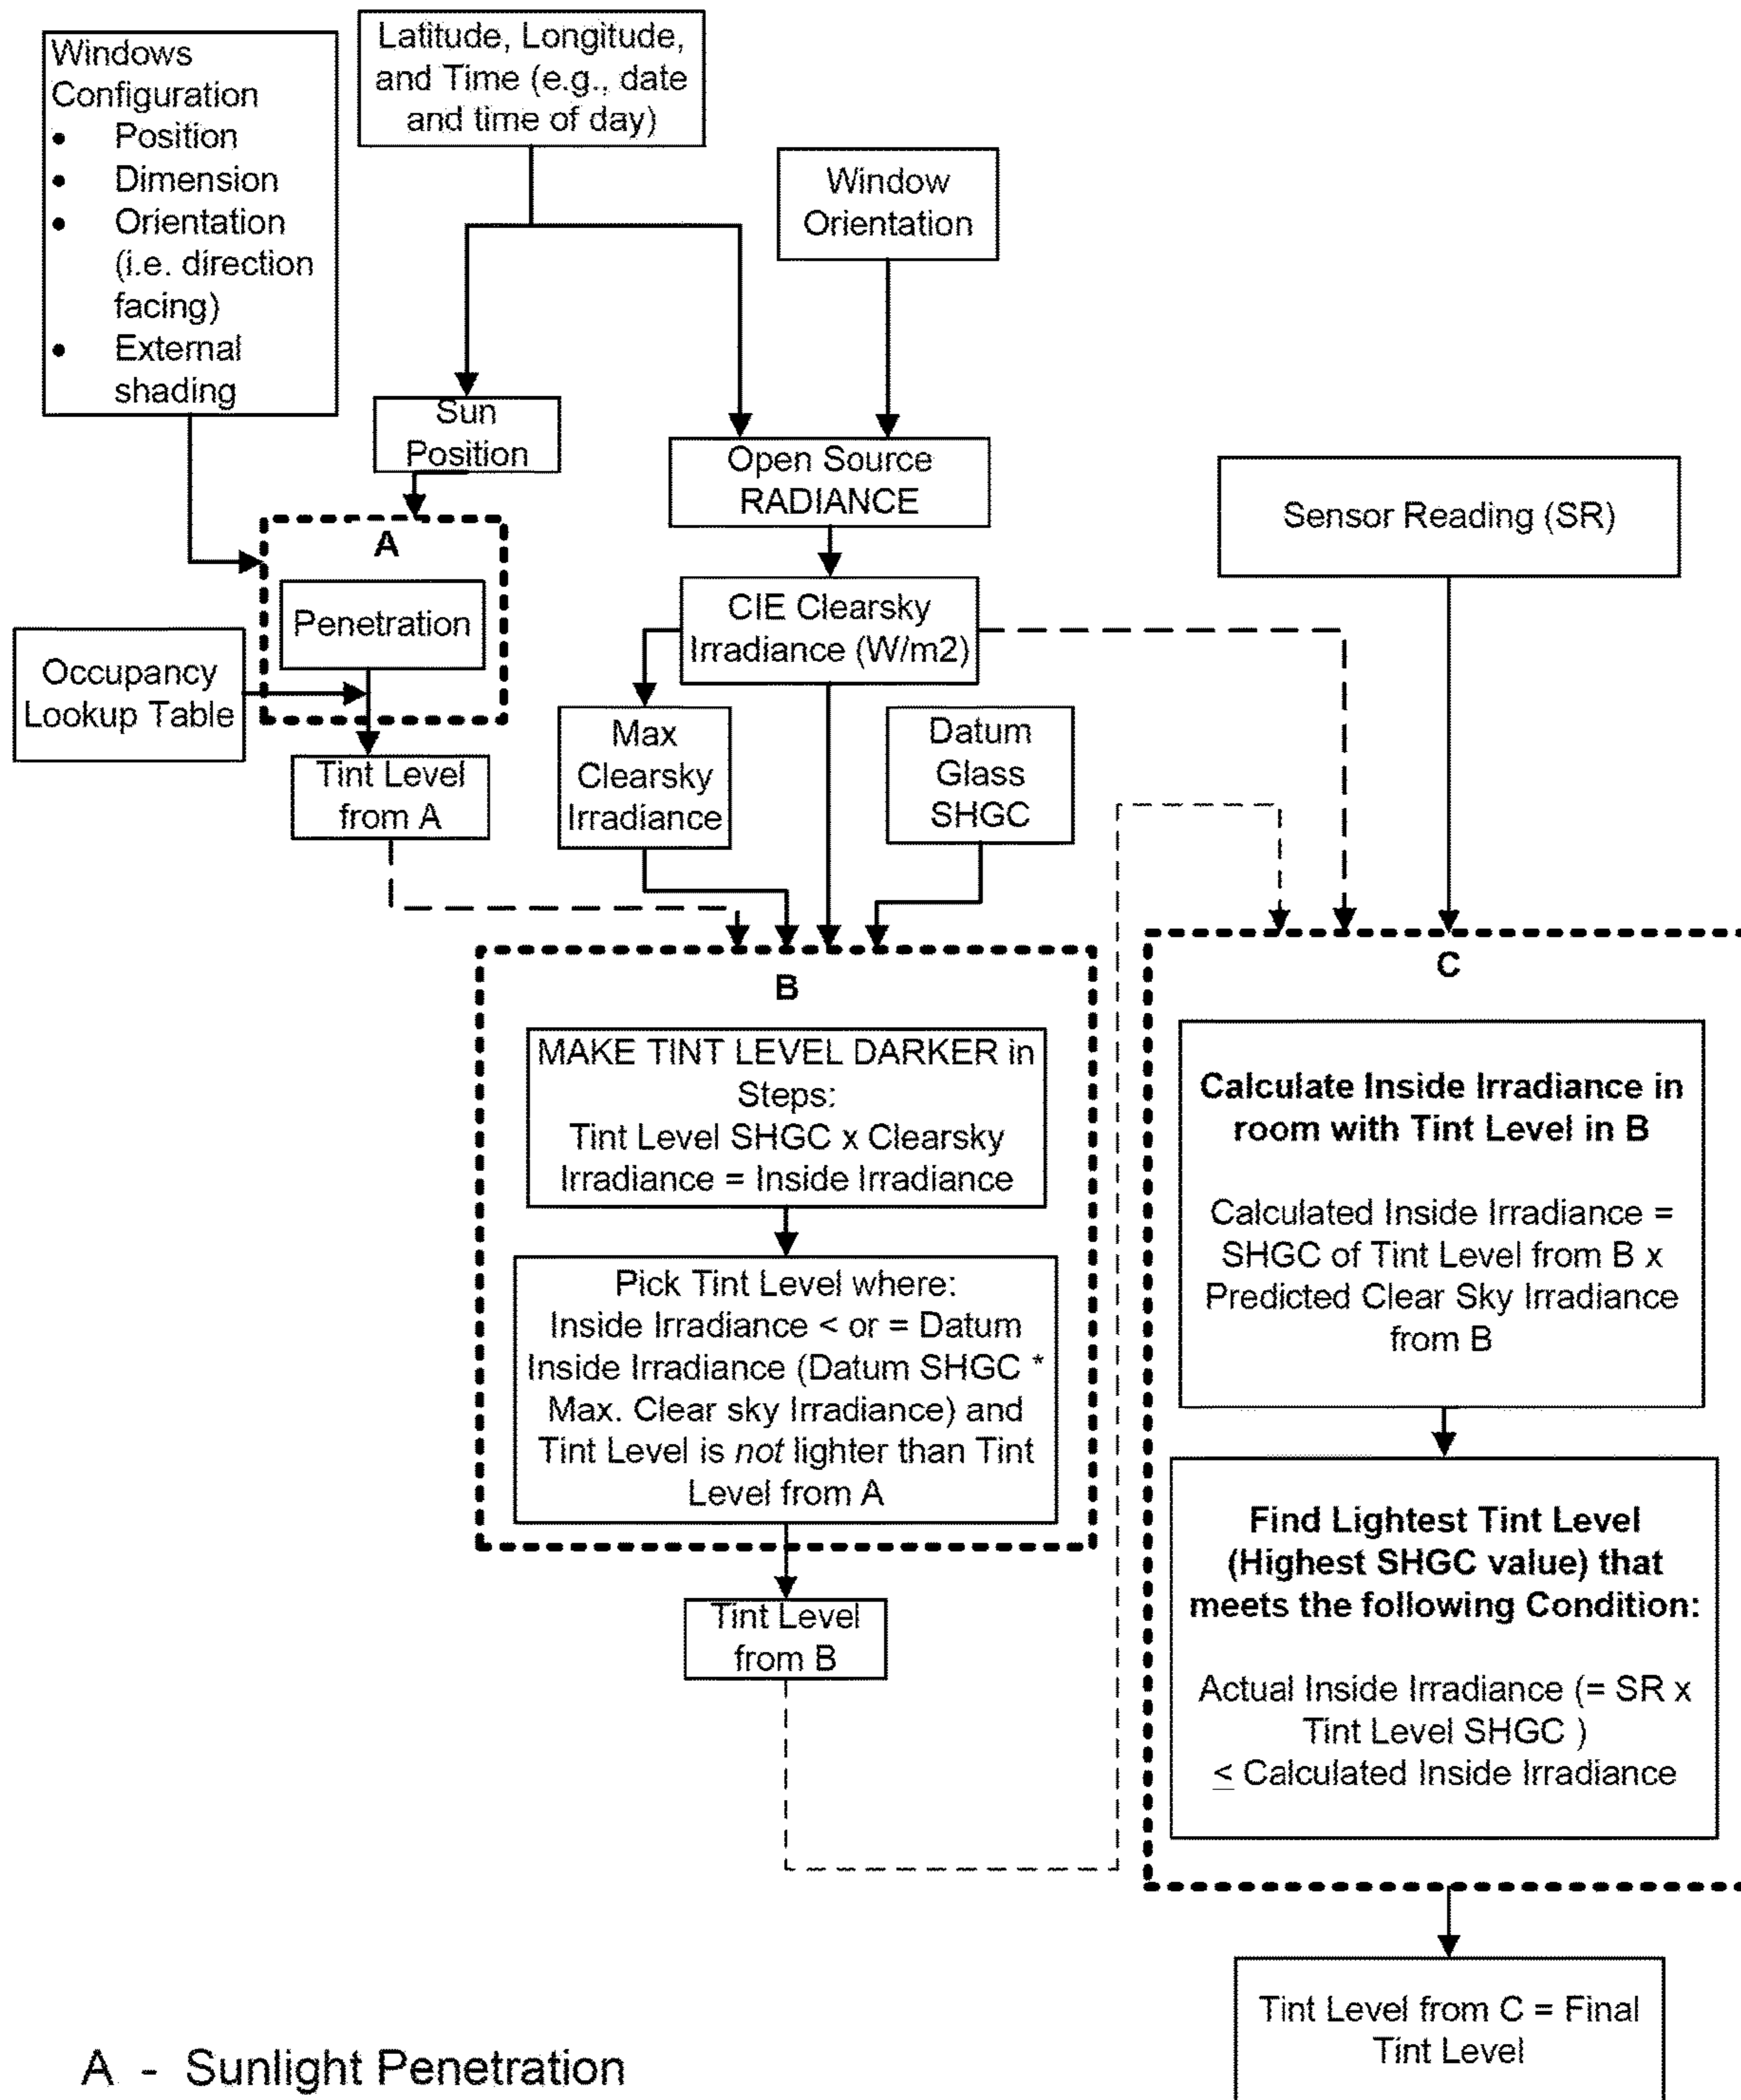 Windows
Configuration
• Position
• Dimension
• Orientation
(i.e. direction
facing)
• External
shading
Latitude, Longitude,
and Time (e.g., date
and time of day)
Window
Orientation
Sun
Position
Open Source
RADIANCE
Sensor Reading (SR)
A
Penetration
CIE Clearsky
Irradiance (W/m2)
Occupancy
Lookup Table
Tint Level
from A
Max
Clearsky
Irradiance
Datum
Glass
SHGC
B
MAKE TINT LEVEL DARKER in
Steps:
Tint Level SHGC x Clearsky
Irradiance = Inside Irradiance
Pick Tint Level where:
Inside Irradiance < or = Datum
Inside Irradiance (Datum SHGC *
Max. Clear sky Irradiance) and
Tint Level is not lighter than Tint
Level from A
Tint Level
from B
C
Calculate Inside Irradiance in
room with Tint Level in B
Calculated Inside Irradiance =
SHGC of Tint Level from B x
Predicted Clear Sky Irradiance
from B
Find Lightest Tint Level
(Highest SHGC value) that
meets the following Condition:
Actual Inside Irradiance (= SR x
Tint Level SHGC )
≤ Calculated Inside Irradiance
Tint Level from C = Final
Tint Level
A - Sunlight Penetration